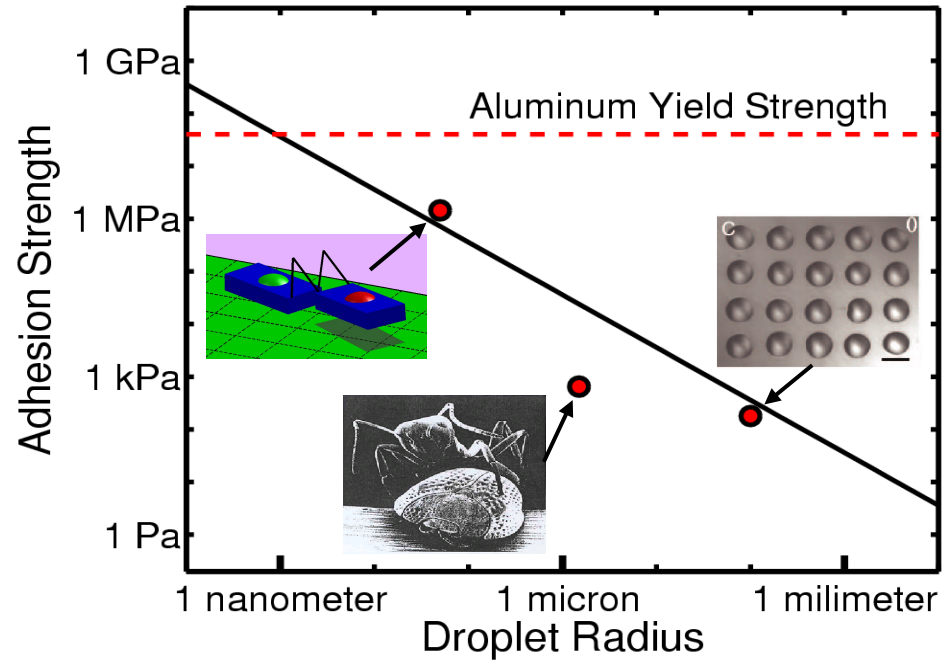 Adhesion Strength
1 GPa
1 MPa
1 kPa
1 Pa
Aluminum Yield Strength
C
0
1 nanometer
1 micron
1 milimeter
Droplet Radius